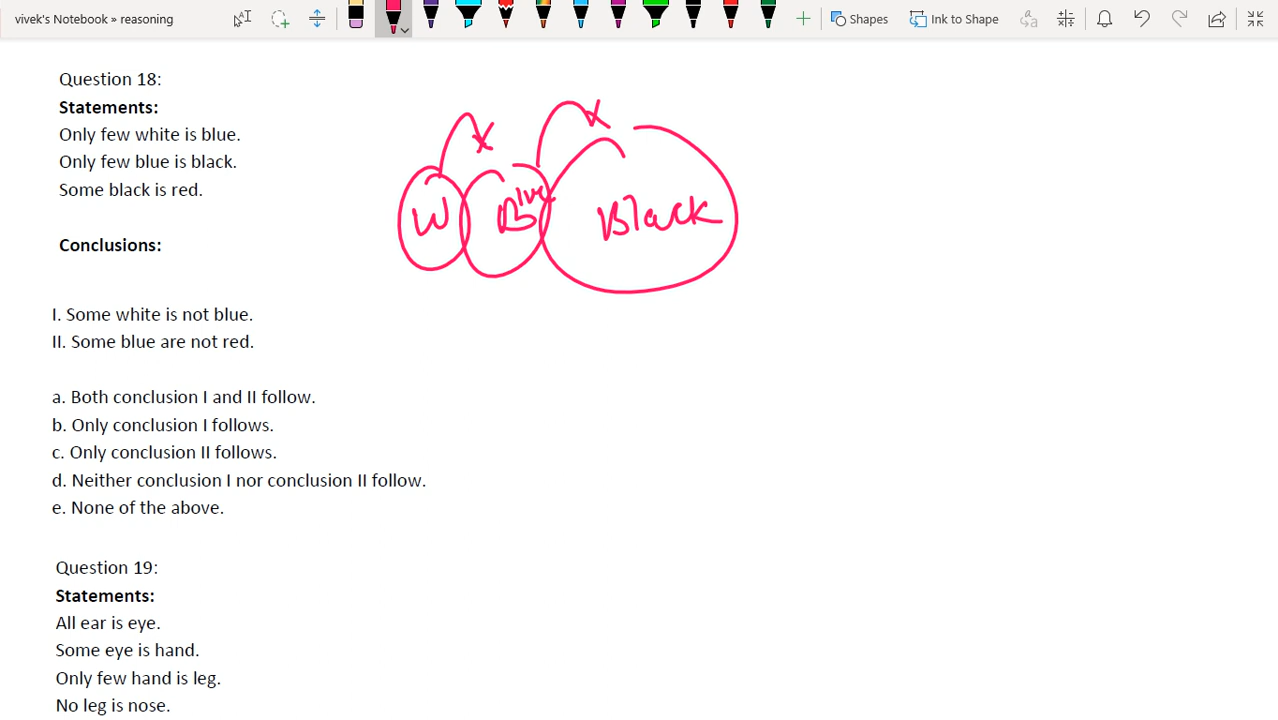 vivek's Notebook » reasoning
Shapes
Ink to Shape
Question 18:
Statements:
Only few white is blue.
Only few blue is black.
Some black is red.
W Blue Black
Conclusions:
I. Some white is not blue.
II. Some blue are not red.
a. Both conclusion I and II follow.
b. Only conclusion I follows.
c. Only conclusion II follows.
d. Neither conclusion I nor conclusion II follow.
e. None of the above.
Question 19:
Statements:
All ear is eye.
Some eye is hand.
Only few hand is leg.
No leg is nose.